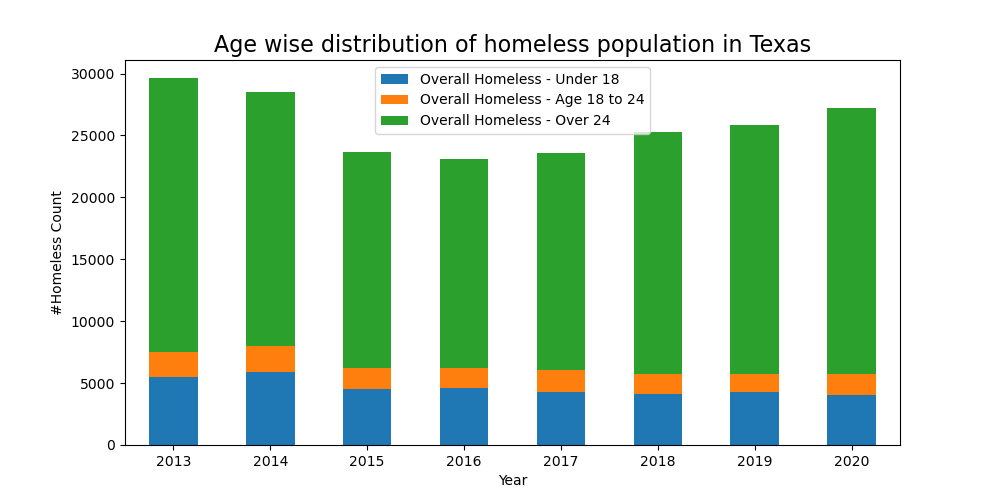 Age wise distribution of homeless population in Texas
Overall Homeless - Under 18
Overall Homeless - Age 18 to 24
Overall Homeless - Over 24
#Homeless Count
30000
25000
20000
15000
10000
5000
0
2013 2014 2015 2016 2017 2018 2019 2020
Year